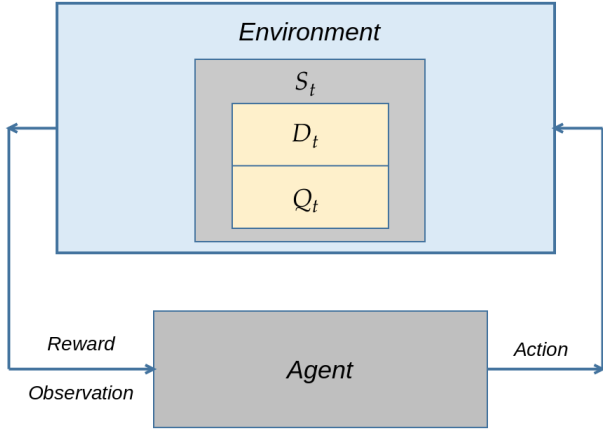 Environment
S_t
D_t
Q_t
Reward
Observation
Agent
Action